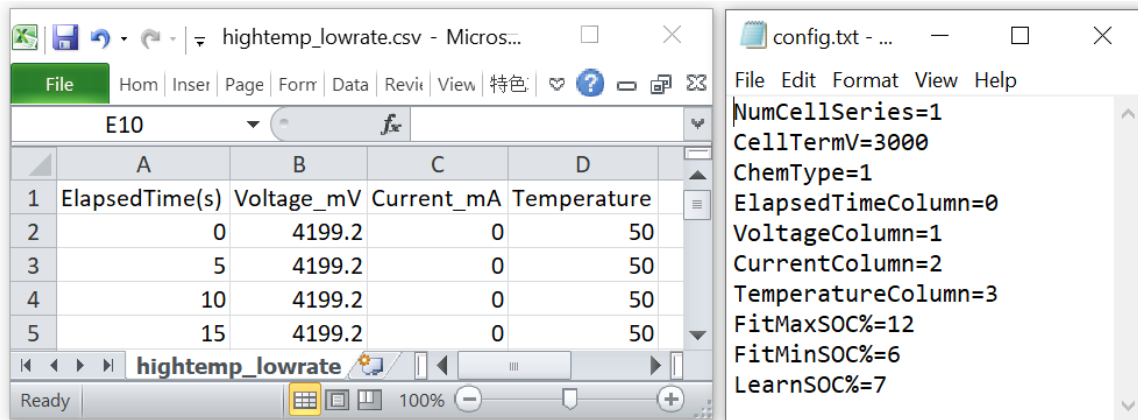 hightemp_lowrate.csv - Micros...
File Hom Inser Page Form Data Revie View 特色
E10 fx
A B C D
1 ElapsedTime(s) Voltage_mV Current_mA Temperature
2 0 4199.2 0 50
3 5 4199.2 0 50
4 10 4199.2 0 50
5 15 4199.2 0 50
hightemp_lowrate
Ready 100%
config.txt - ...
File Edit Format View Help
NumCellSeries=1
CellTermV=3000
ChemType=1
ElapsedTimeColumn=0
VoltageColumn=1
CurrentColumn=2
TemperatureColumn=3
FitMaxSOC%=12
FitMinSOC%=6
LearnSOC%=7